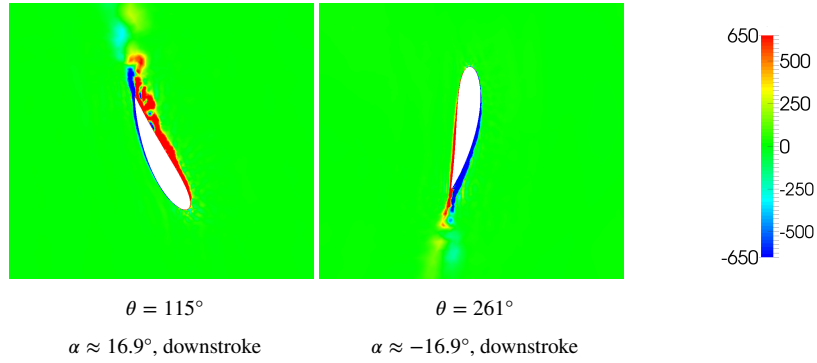 650
500
250
0
-250
-500
-650
θ = 115°
θ = 261°
α ≈ 16.9°, downstroke
α ≈ −16.9°, downstroke